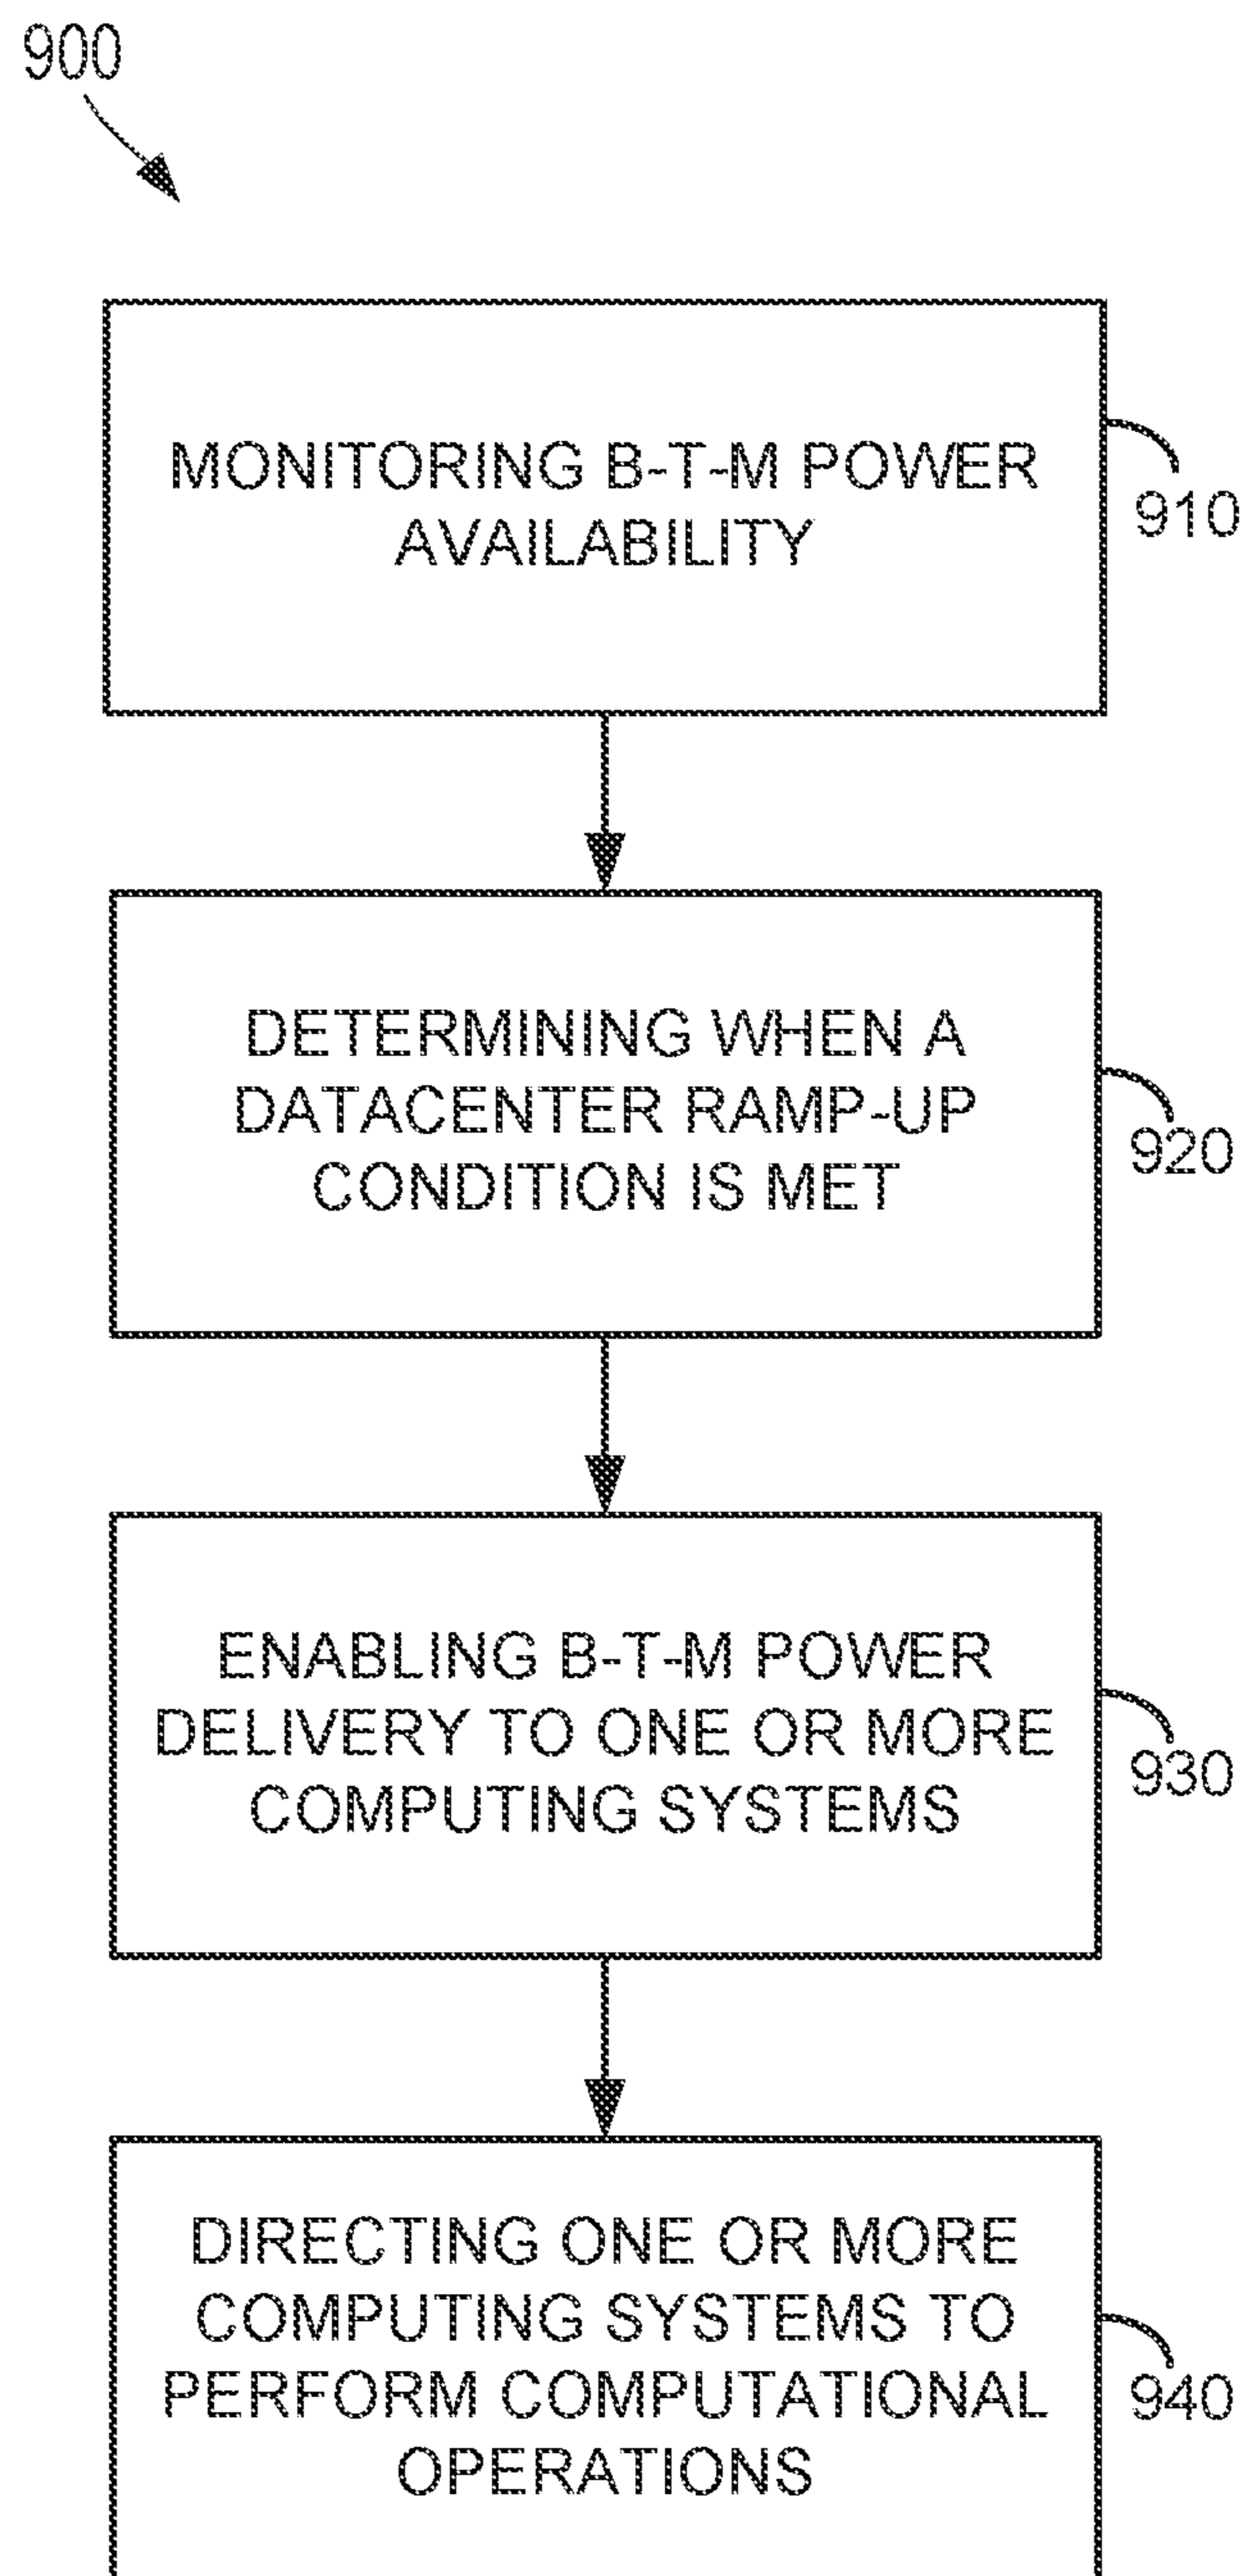 900
MONITORING B-T-M POWER
AVAILABILITY
910
DETERMINING WHEN A
DATACENTER RAMP-UP
CONDITION IS MET
920
ENABLING B-T-M POWER
DELIVERY TO ONE OR MORE
COMPUTING SYSTEMS
930
DIRECTING ONE OR MORE
COMPUTING SYSTEMS TO
PERFORM COMPUTATIONAL
OPERATIONS
940